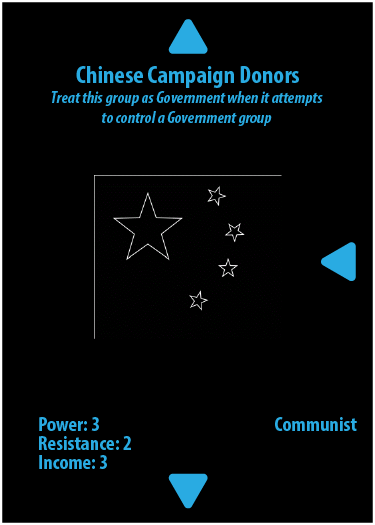 Chinese Campaign Donors
Treat this group as Government when it attempts
to control a Government group
Power: 3
Communist
Resistance: 2
Income: 3